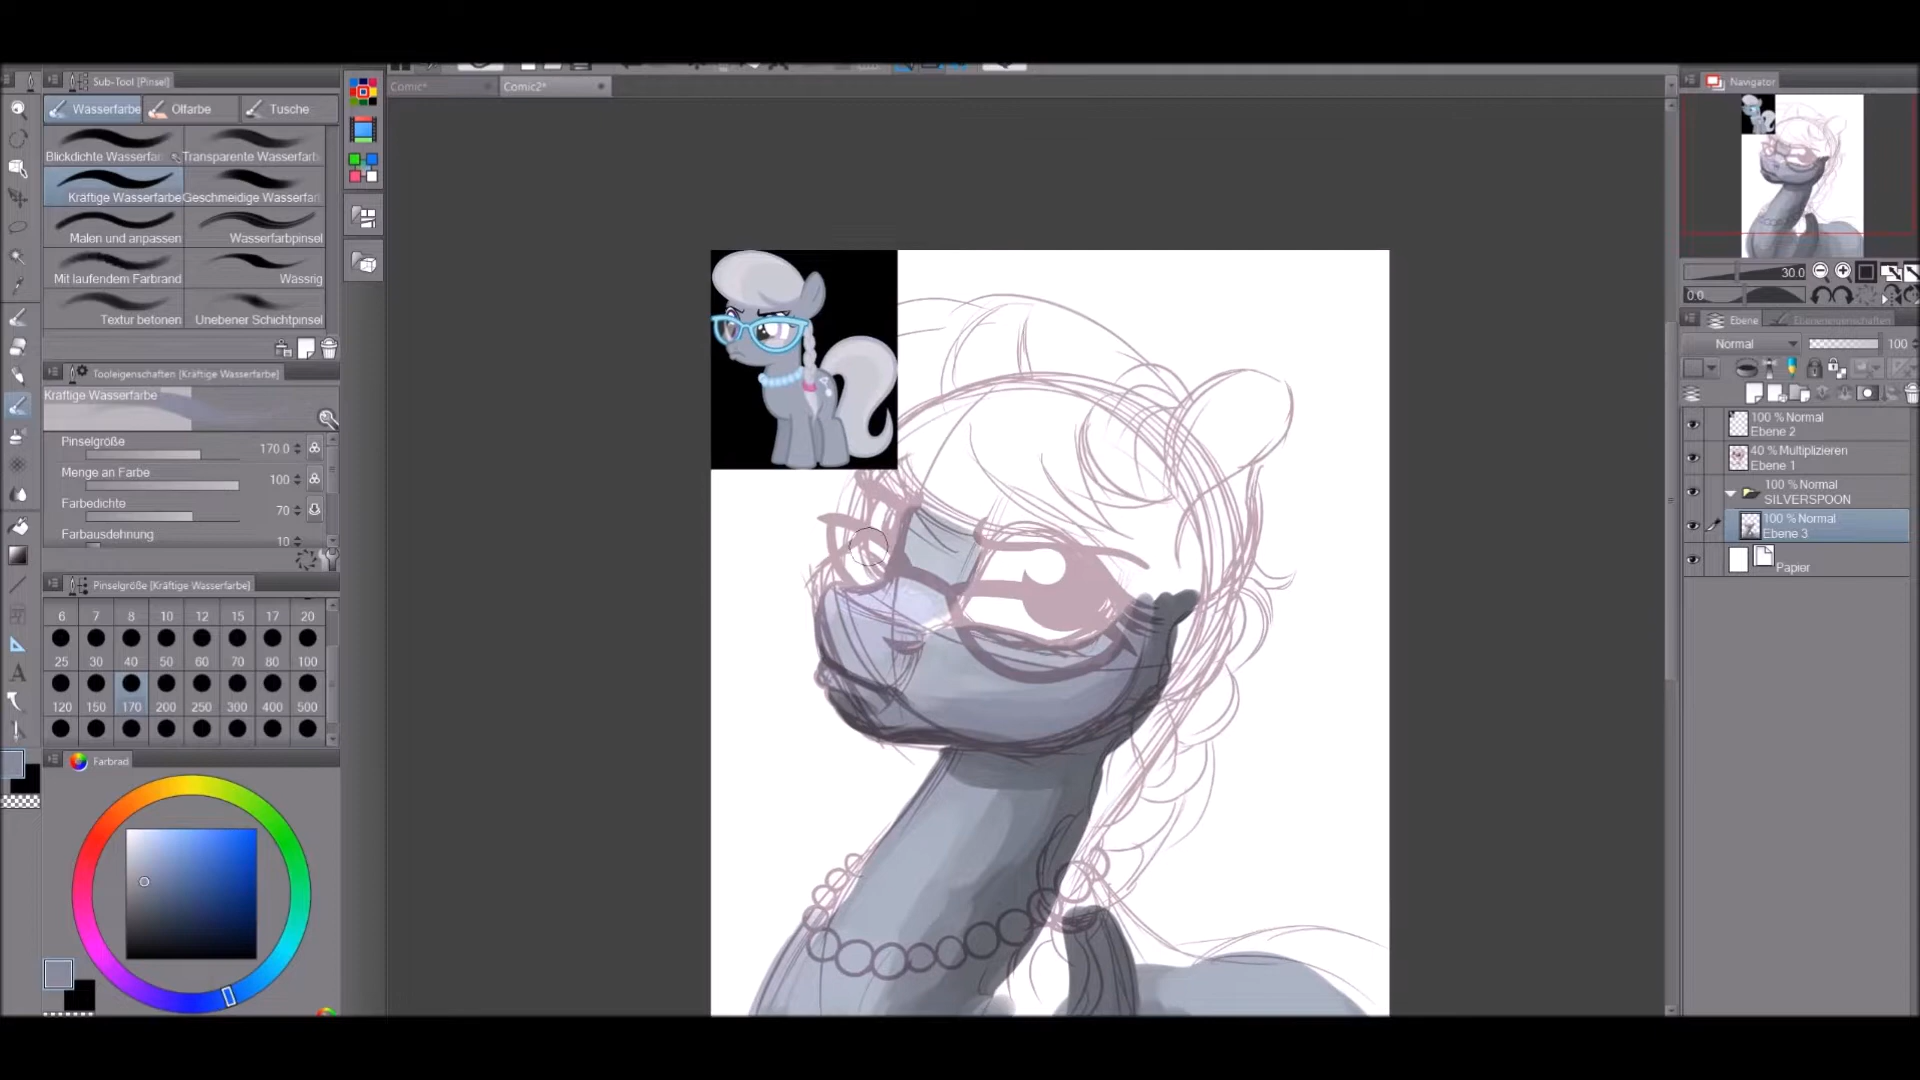 Sub-Tool [Pinsel]
Wasserfarbe
Ölfarbe
Tusche
Blickdichte Wasserfar
Transparente Wasserfarb
Kräftige Wasserfarbe
Geschmeidige Wasserfar
Malen und anpassen
Wasserfarbpinsel
Mit laufendem Farbrand
Wässrig
Textur betonen
Unebener Schichtpinsel
Tooleigenschaften [Kräftige Wasserfarbe]
Kräftige Wasserfarbe
Pinselgröße 170.0
Menge an Farbe 100
Farbedichte 70
Farbausdehnung 10
Pinselgröße [Kräftige Wasserfarbe]
6 7 8 10 12 15 17 20
25 30 40 50 60 70 80 100
120 150 170 200 250 300 400 500
Farbrad
Comic*
Comic2*
Navigator
30.0
0.0
Ebene
Ebeneneigenschaften
Normal 100
100 % Normal
Ebene 2
40 % Multiplizieren
Ebene 1
100 % Normal
SILVERSPOON
100 % Normal
Ebene 3
Papier